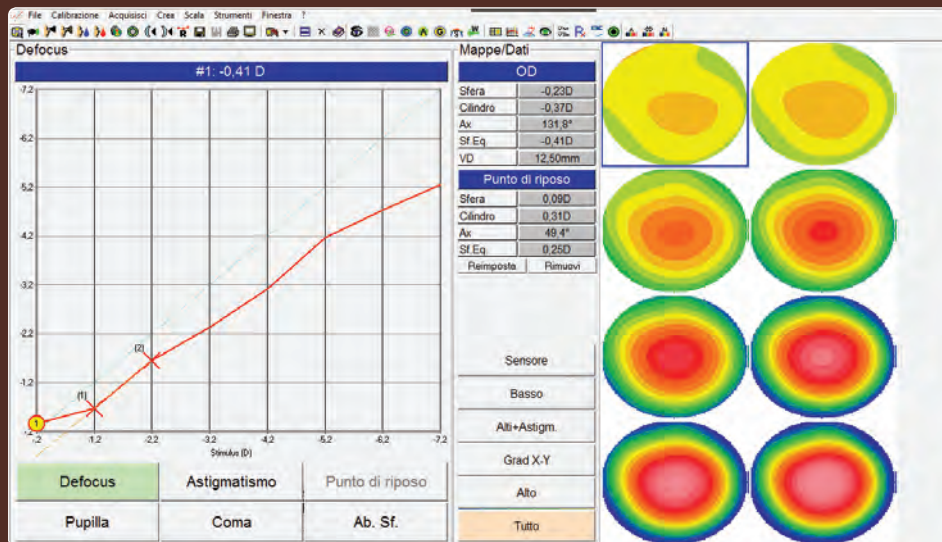 File Calibrazione Acquisisci Crea Scala Strumenti Finestra ?
Defocus
#1: -0,41 D
-7,2
-6,2
5,2
4,2
-3,2
-2,2
-1,2
,2
(2)
(1)
1
-,2 1,2 -2,2 -3,2 -4,2 -5,2 -6,2 -7,2
Stimulus (D)
Defocus Astigmatismo Punto di riposo
Pupilla Coma Ab. Sf.
Mappe/Dati
OD
Sfera -0,23D
Cilindro -0,37D
Ax 131,8°
Sf.Eq. -0,41D
VD 12,50mm
Punto di riposo
Sfera 0,09D
Cilindro 0,31D
Ax 49,4°
Sf.Eq. 0,25D
Reimposta Rimuovi
Sensore
Basso
Alti+Astigm.
Grad X-Y
Alto
Tutto